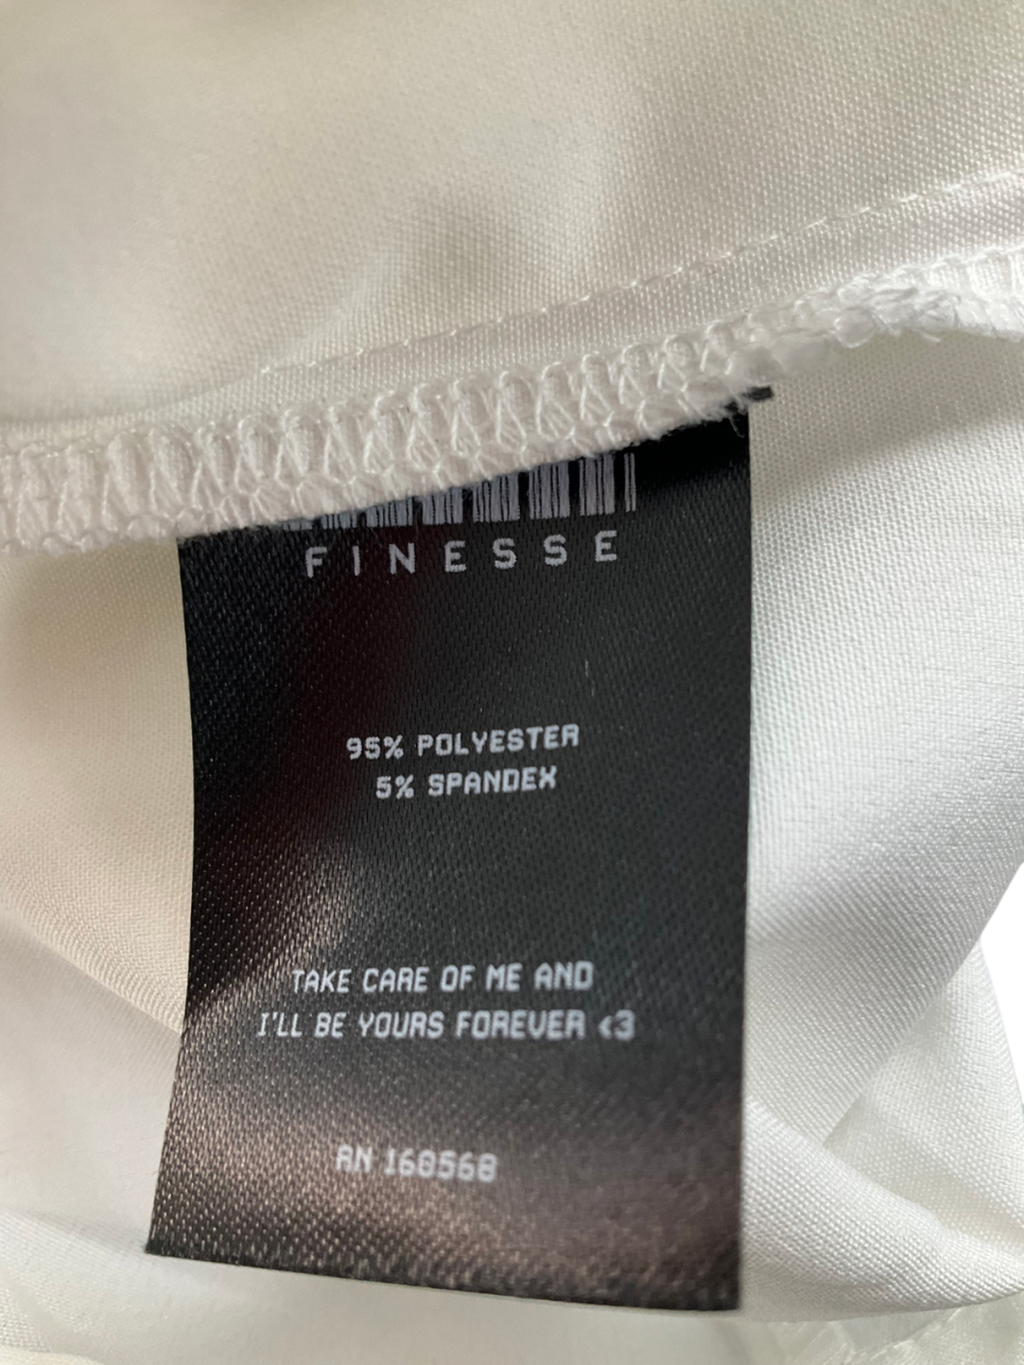 FINESSE
95% POLYESTER
5% SPANDEX
TAKE CARE OF ME AND
I'LL BE YOURS FOREVER <3
RN 160568